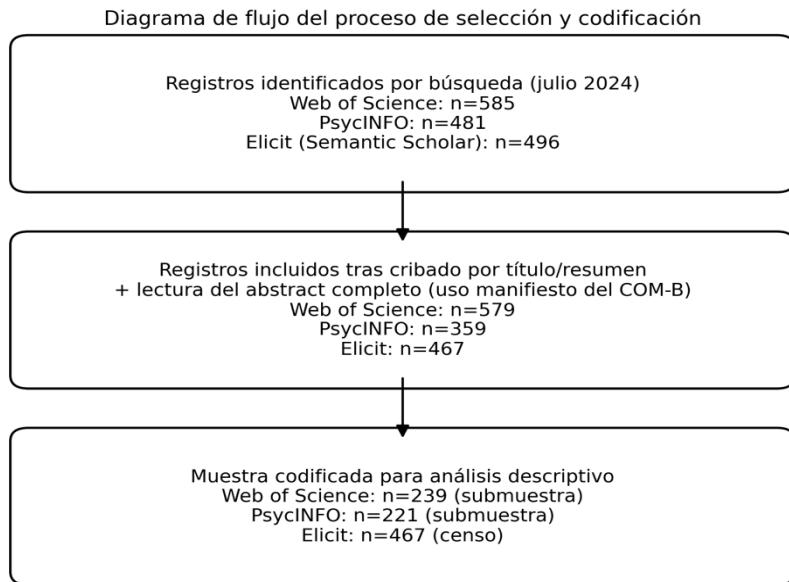 Diagrama de flujo del proceso de selección y codificación
Registros identificados por búsqueda (julio 2024)
Web of Science: n=585
PsycINFO: n=481
Elicit (Semantic Scholar): n=496
Registros incluidos tras cribado por título/resumen
+ lectura del abstract completo (uso manifiesto del COM-B)
Web of Science: n=579
PsycINFO: n=359
Elicit: n=467
Muestra codificada para análisis descriptivo
Web of Science: n=239 (submuestra)
PsycINFO: n=221 (submuestra)
Elicit: n=467 (censo)